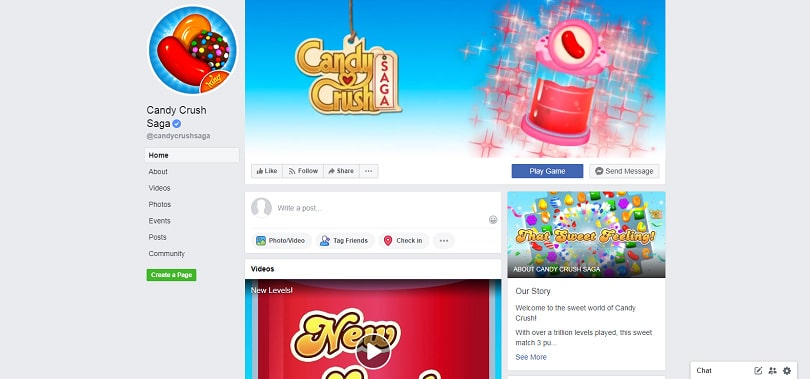 King
Candy Crush
Saga
@candycrushsaga
Home
About
Videos
Photos
Events
Posts
Community
Create a Page
Candy
Crush
SAGA
Like
Follow
Share
Play Game
Send Message
Write a post...
Photo/Video
Tag Friends
Check in
Videos
New Levels!
New
That Sweet Feeling!
ABOUT CANDY CRUSH SAGA
Our Story
Welcome to the sweet world of Candy
Crush!
With over a trillion levels played, this sweet
match 3 pu...
See More
Chat